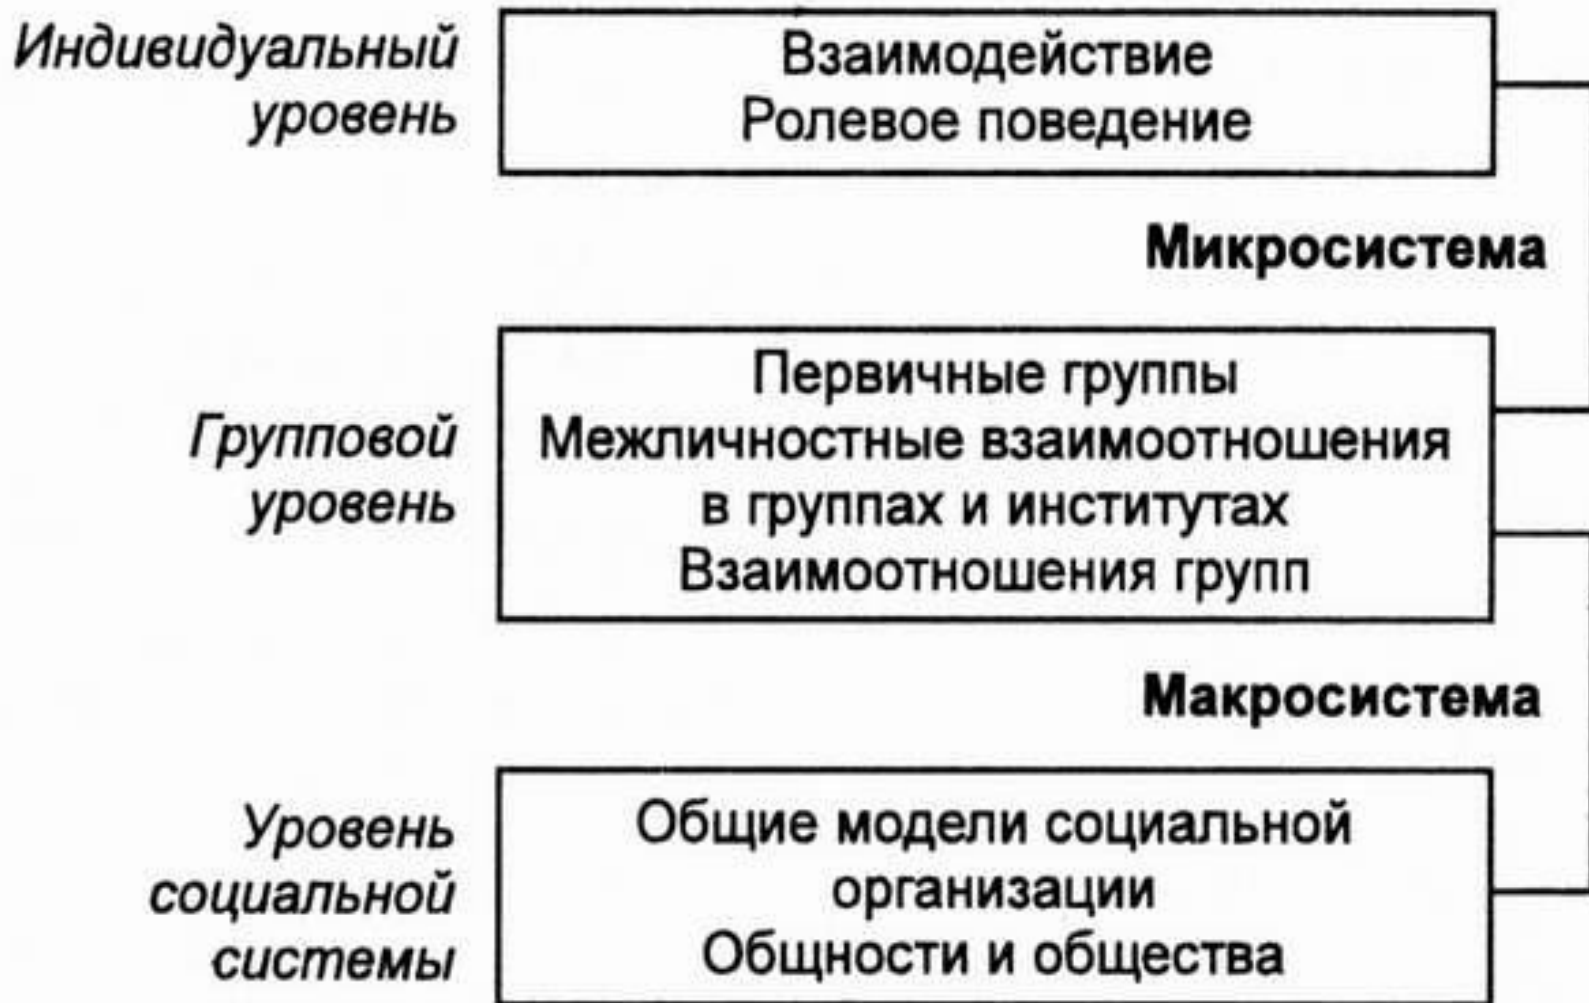 Индивидуальный
уровень
Взаимодействие
Ролевое поведение
Микросистема
Групповой
уровень
Первичные группы
Межличностные взаимоотношения
в группах и институтах
Взаимоотношения групп
Макросистема
Уровень
социальной
системы
Общие модели социальной
организации
Общности и общества